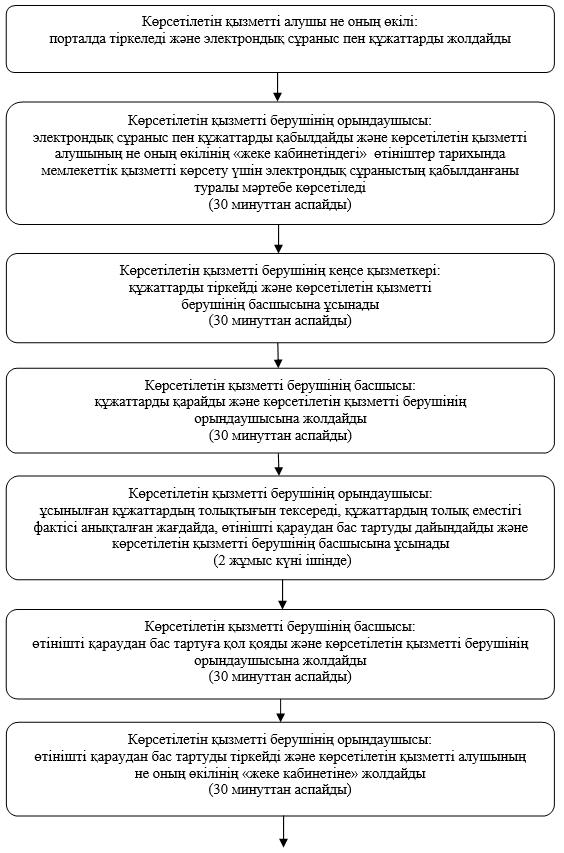 Көрсетілетін қызметті алушы не оның өкілі:
порталда тіркеледі және электрондық сұраныс пен құжаттарды жолдайды
Көрсетілетін қызметті берушінің орындаушысы:
электрондық сұраныс пен құжаттарды қабылдайды және көрсетілетін қызметті
алушының не оның өкілінің «жеке кабинетіндегі» өтініштер тарихында
мемлекеттік қызметті көрсету үшін электрондық сұраныстың қабылданғаны
туралы мәртебе көрсетіледі
(30 минуттан аспайды)
Көрсетілетін қызметті берушінің кеңсе қызметкері:
құжаттарды тіркейді және көрсетілетін қызметті
берушінің басшысына ұсынады
(30 минуттан аспайды)
Көрсетілетін қызметті берушінің басшысы:
құжаттарды қарайды және көрсетілетін қызметті берушінің
орындаушысына жолдайды
(30 минуттан аспайды)
Көрсетілетін қызметті берушінің орындаушысы:
ұсынылған құжаттардың толықтығын тексереді, құжаттардың толық еместігі
фактісі анықталған жағдайда, өтінішті қараудан бас тартуды дайындайды және
көрсетілетін қызметті берушінің басшысына ұсынады
(2 жұмыс күні ішінде)
Көрсетілетін қызметті берушінің басшысы:
өтінішті қараудан бас тартуға қол қояды және көрсетілетін қызметті берушінің
орындаушысына жолдайды
(30 минуттан аспайды)
Көрсетілетін қызметті берушінің орындаушысы:
өтінішті қараудан бас тартуды тіркейді және көрсетілетін қызметті алушының
не оның өкілінің «жеке кабинетіне» жолдайды
(30 минуттан аспайды)